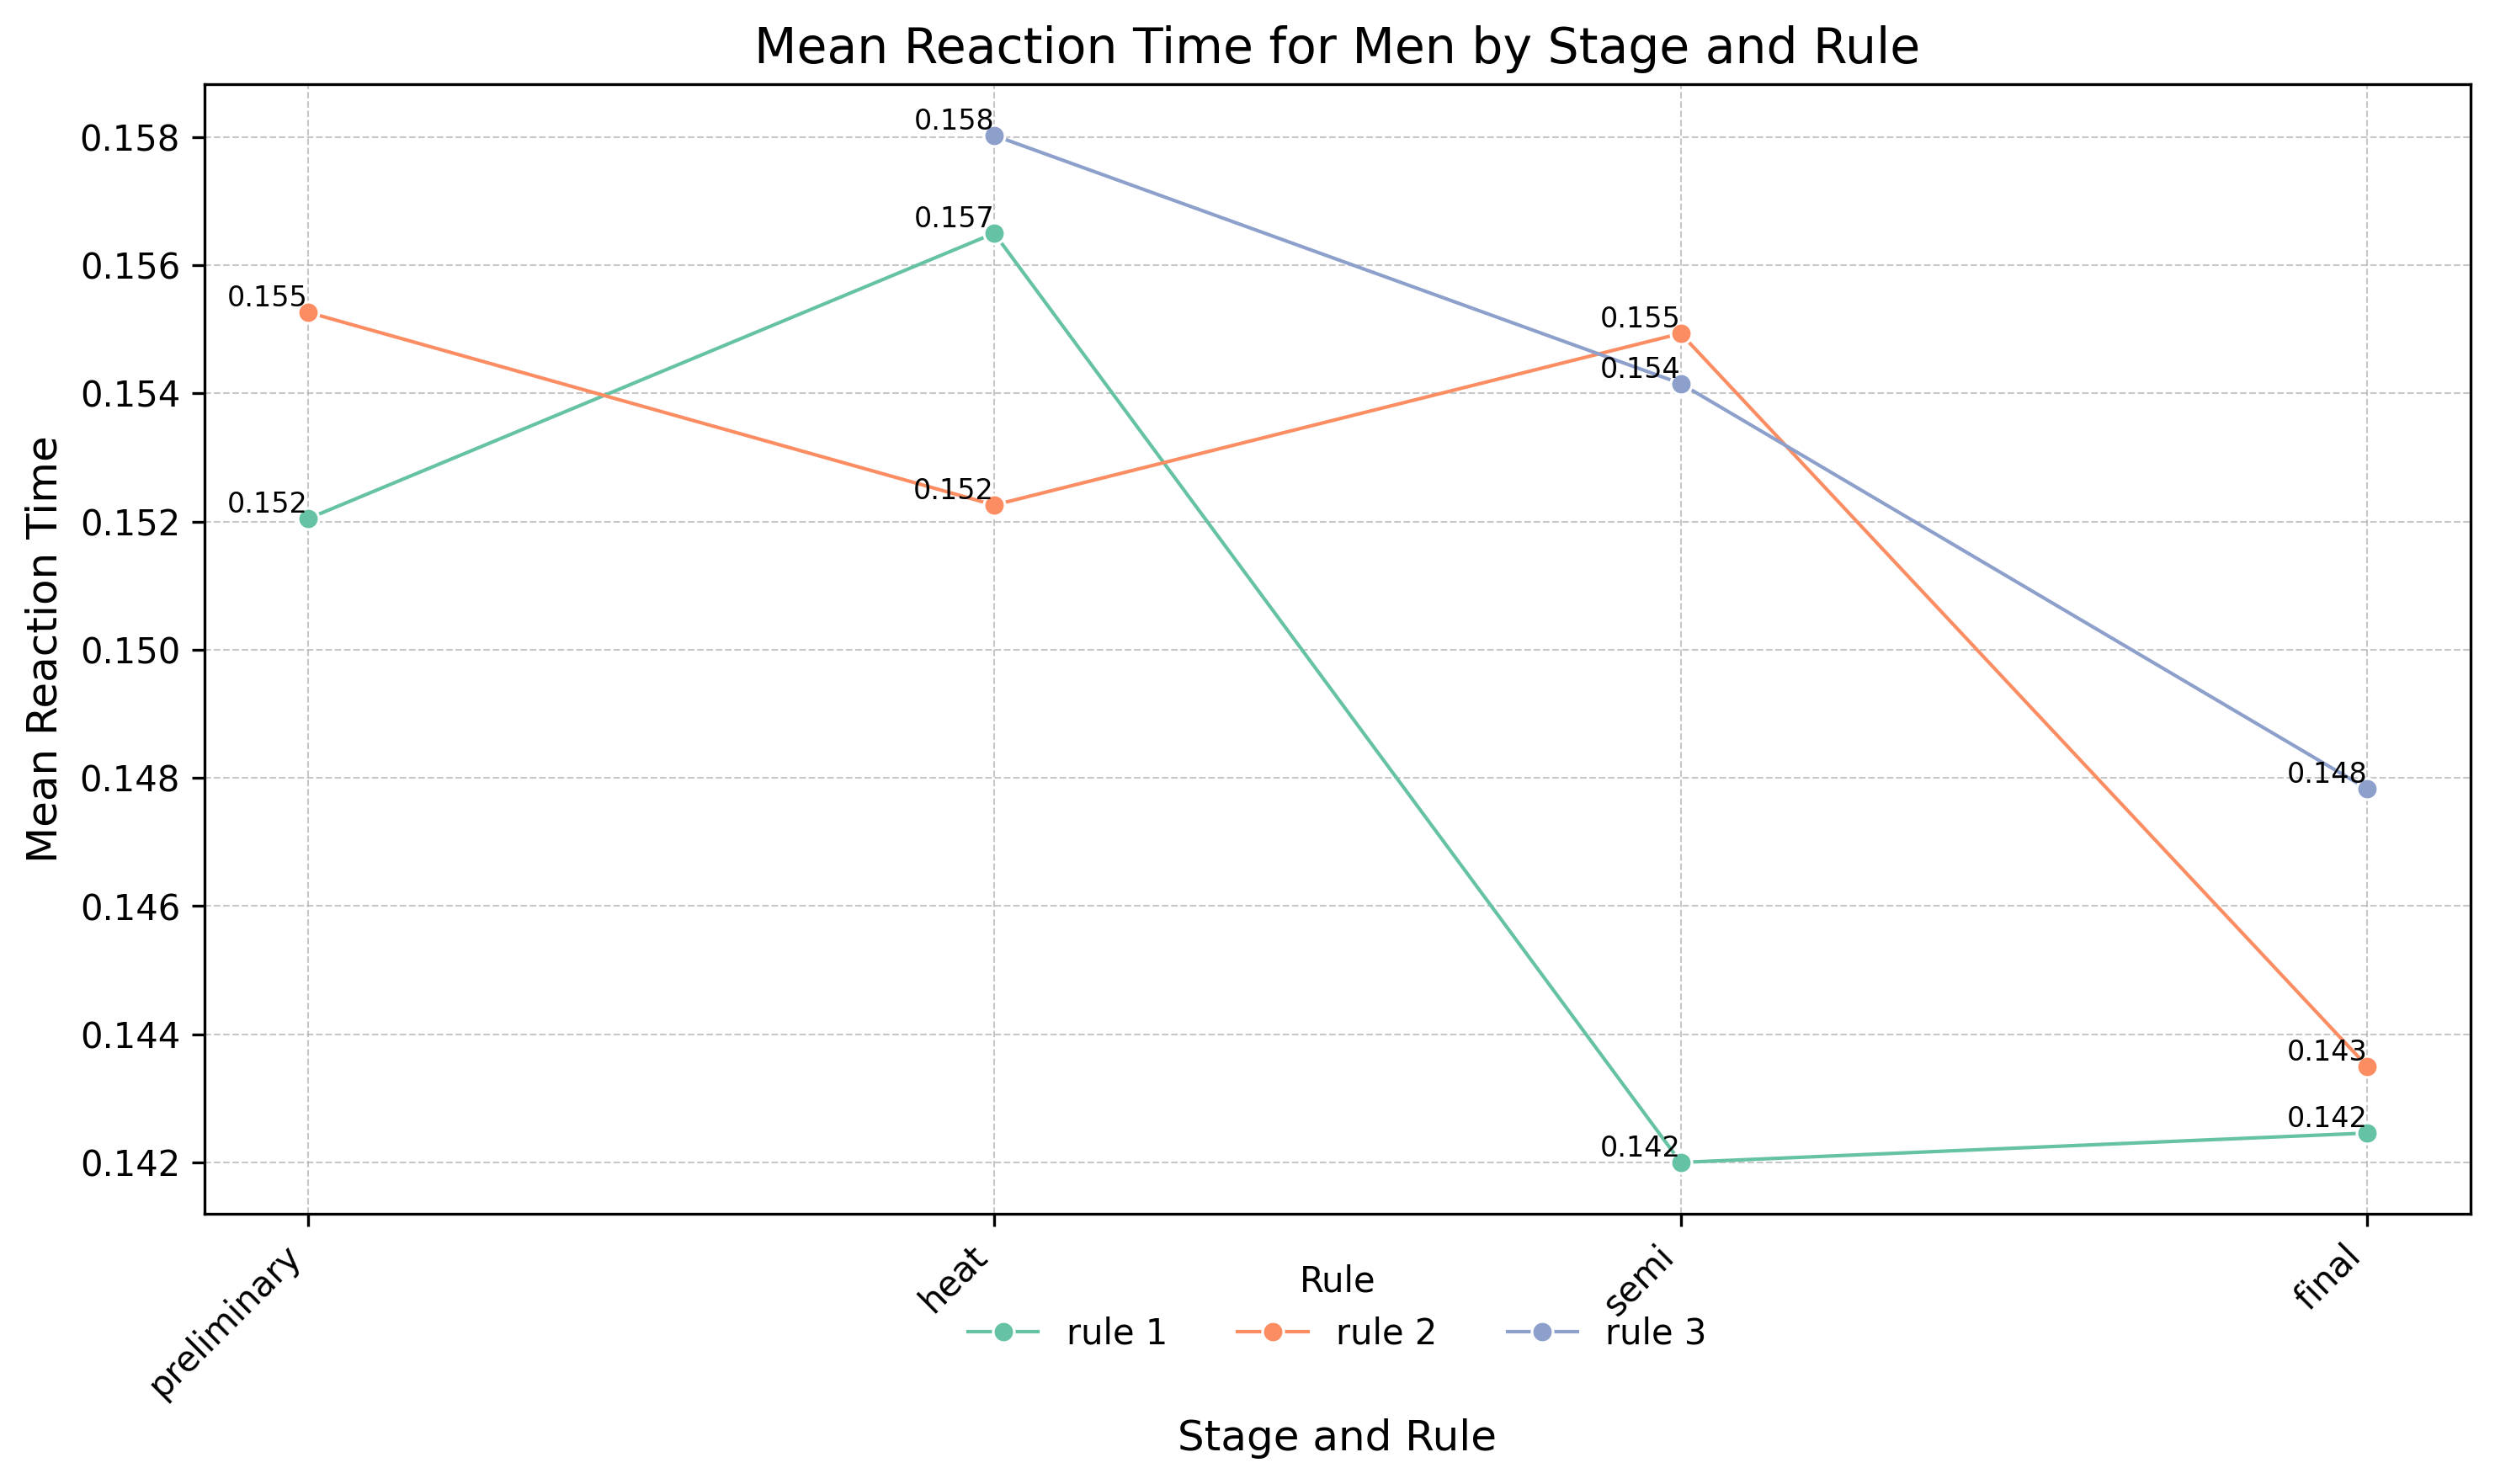 Mean Reaction Time for Men by Stage and Rule
Mean Reaction Time
0.158
0.156
0.154
0.152
0.150
0.148
0.146
0.144
0.142
0.158
0.157
0.155
0.155
0.154
0.152
0.152
0.148
0.143
0.142
0.142
preliminary
heat
semi
final
Rule
rule 1
rule 2
rule 3
Stage and Rule